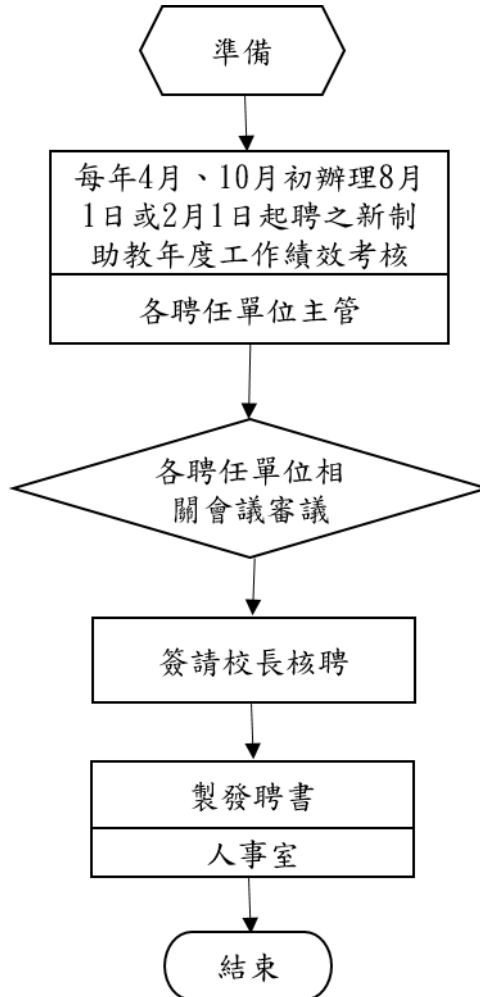 準備
每年4月、10月初辦理8月
1日或2月1日起聘之新制
助教年度工作績效考核
各聘任單位主管
各聘任單位相
關會議審議
簽請校長核聘
製發聘書
人事室
結束